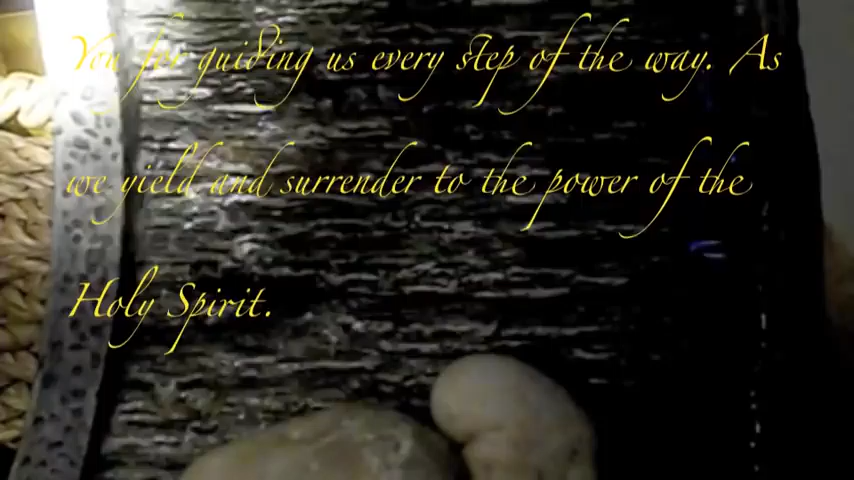 You for guiding us every step of the way. As
we yield and surrender to the power of the
Holy Spirit.